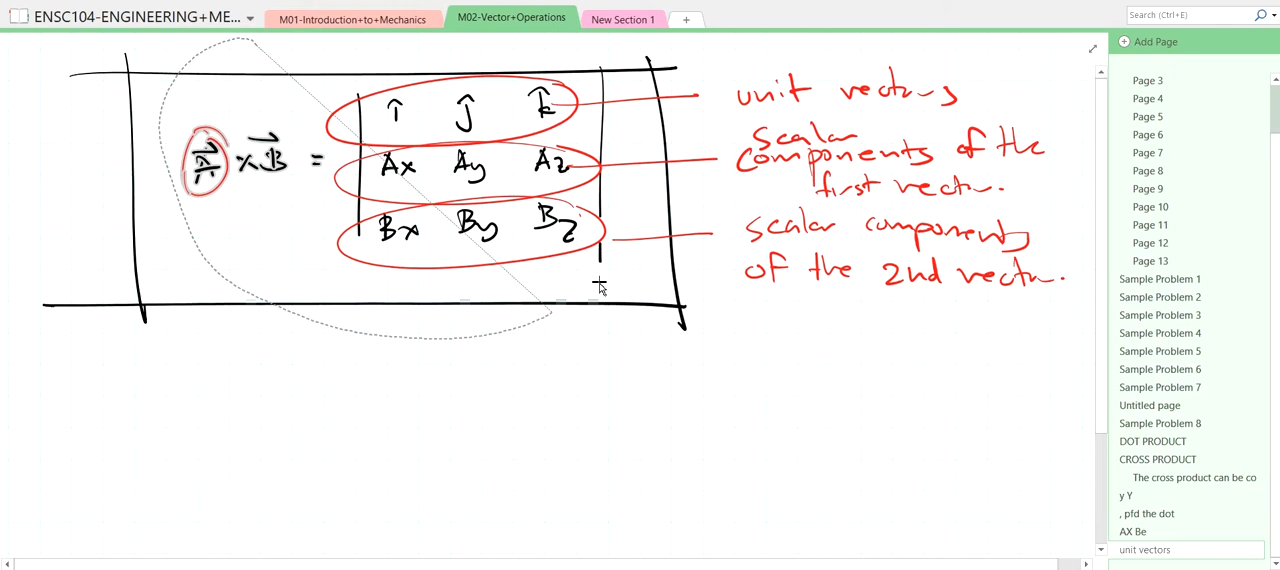 ENSC104-ENGINEERING+ME...
M01-Introduction+to+Mechanics
M02-Vector+Operations
New Section 1
+
Search (Ctrl+E)
Add Page
î ĵ k̂
A⃗ × B⃗ =
Ax Ay Az
Bx By Bz
unit vectors
scalar
components of the
first vector.
scalar components
of the 2nd vector.
Page 3
Page 4
Page 5
Page 6
Page 7
Page 8
Page 9
Page 10
Page 11
Page 12
Page 13
Sample Problem 1
Sample Problem 2
Sample Problem 3
Sample Problem 4
Sample Problem 5
Sample Problem 6
Sample Problem 7
Untitled page
Sample Problem 8
DOT PRODUCT
CROSS PRODUCT
The cross product can be co
y Y
, pfd the dot
AX Be
unit vectors